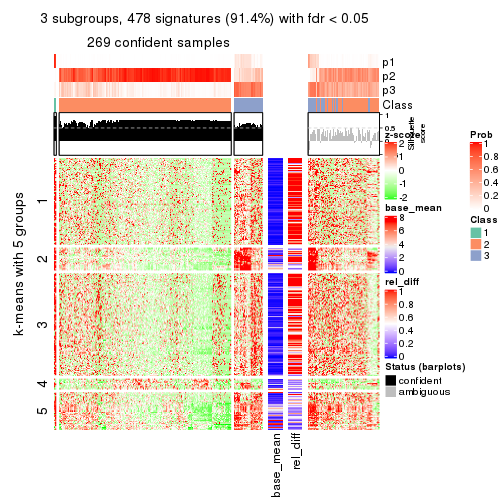 3 subgroups, 478 signatures (91.4%) with fdr < 0.05
269 confident samples
p1
p2
p3
Class
1
0.5
0
Silhouette
score
k-means with 5 groups
1
2
3
4
5
base_mean
rel_diff
z-score
2
1
0
-1
-2
base_mean
8
6
4
2
0
rel_diff
1
0.8
0.6
0.4
0.2
0
Status (barplots)
confident
ambiguous
Prob
1
0.8
0.6
0.4
0.2
0
Class
1
2
3